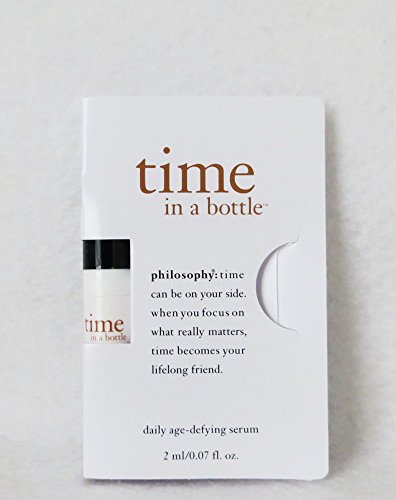 time
in a bottle™
time
in a bottle
philosophy®: time
can be on your side.
when you focus on
what really matters,
time becomes your
lifelong friend.
daily age-defying serum
2 ml/0.07 fl. oz.